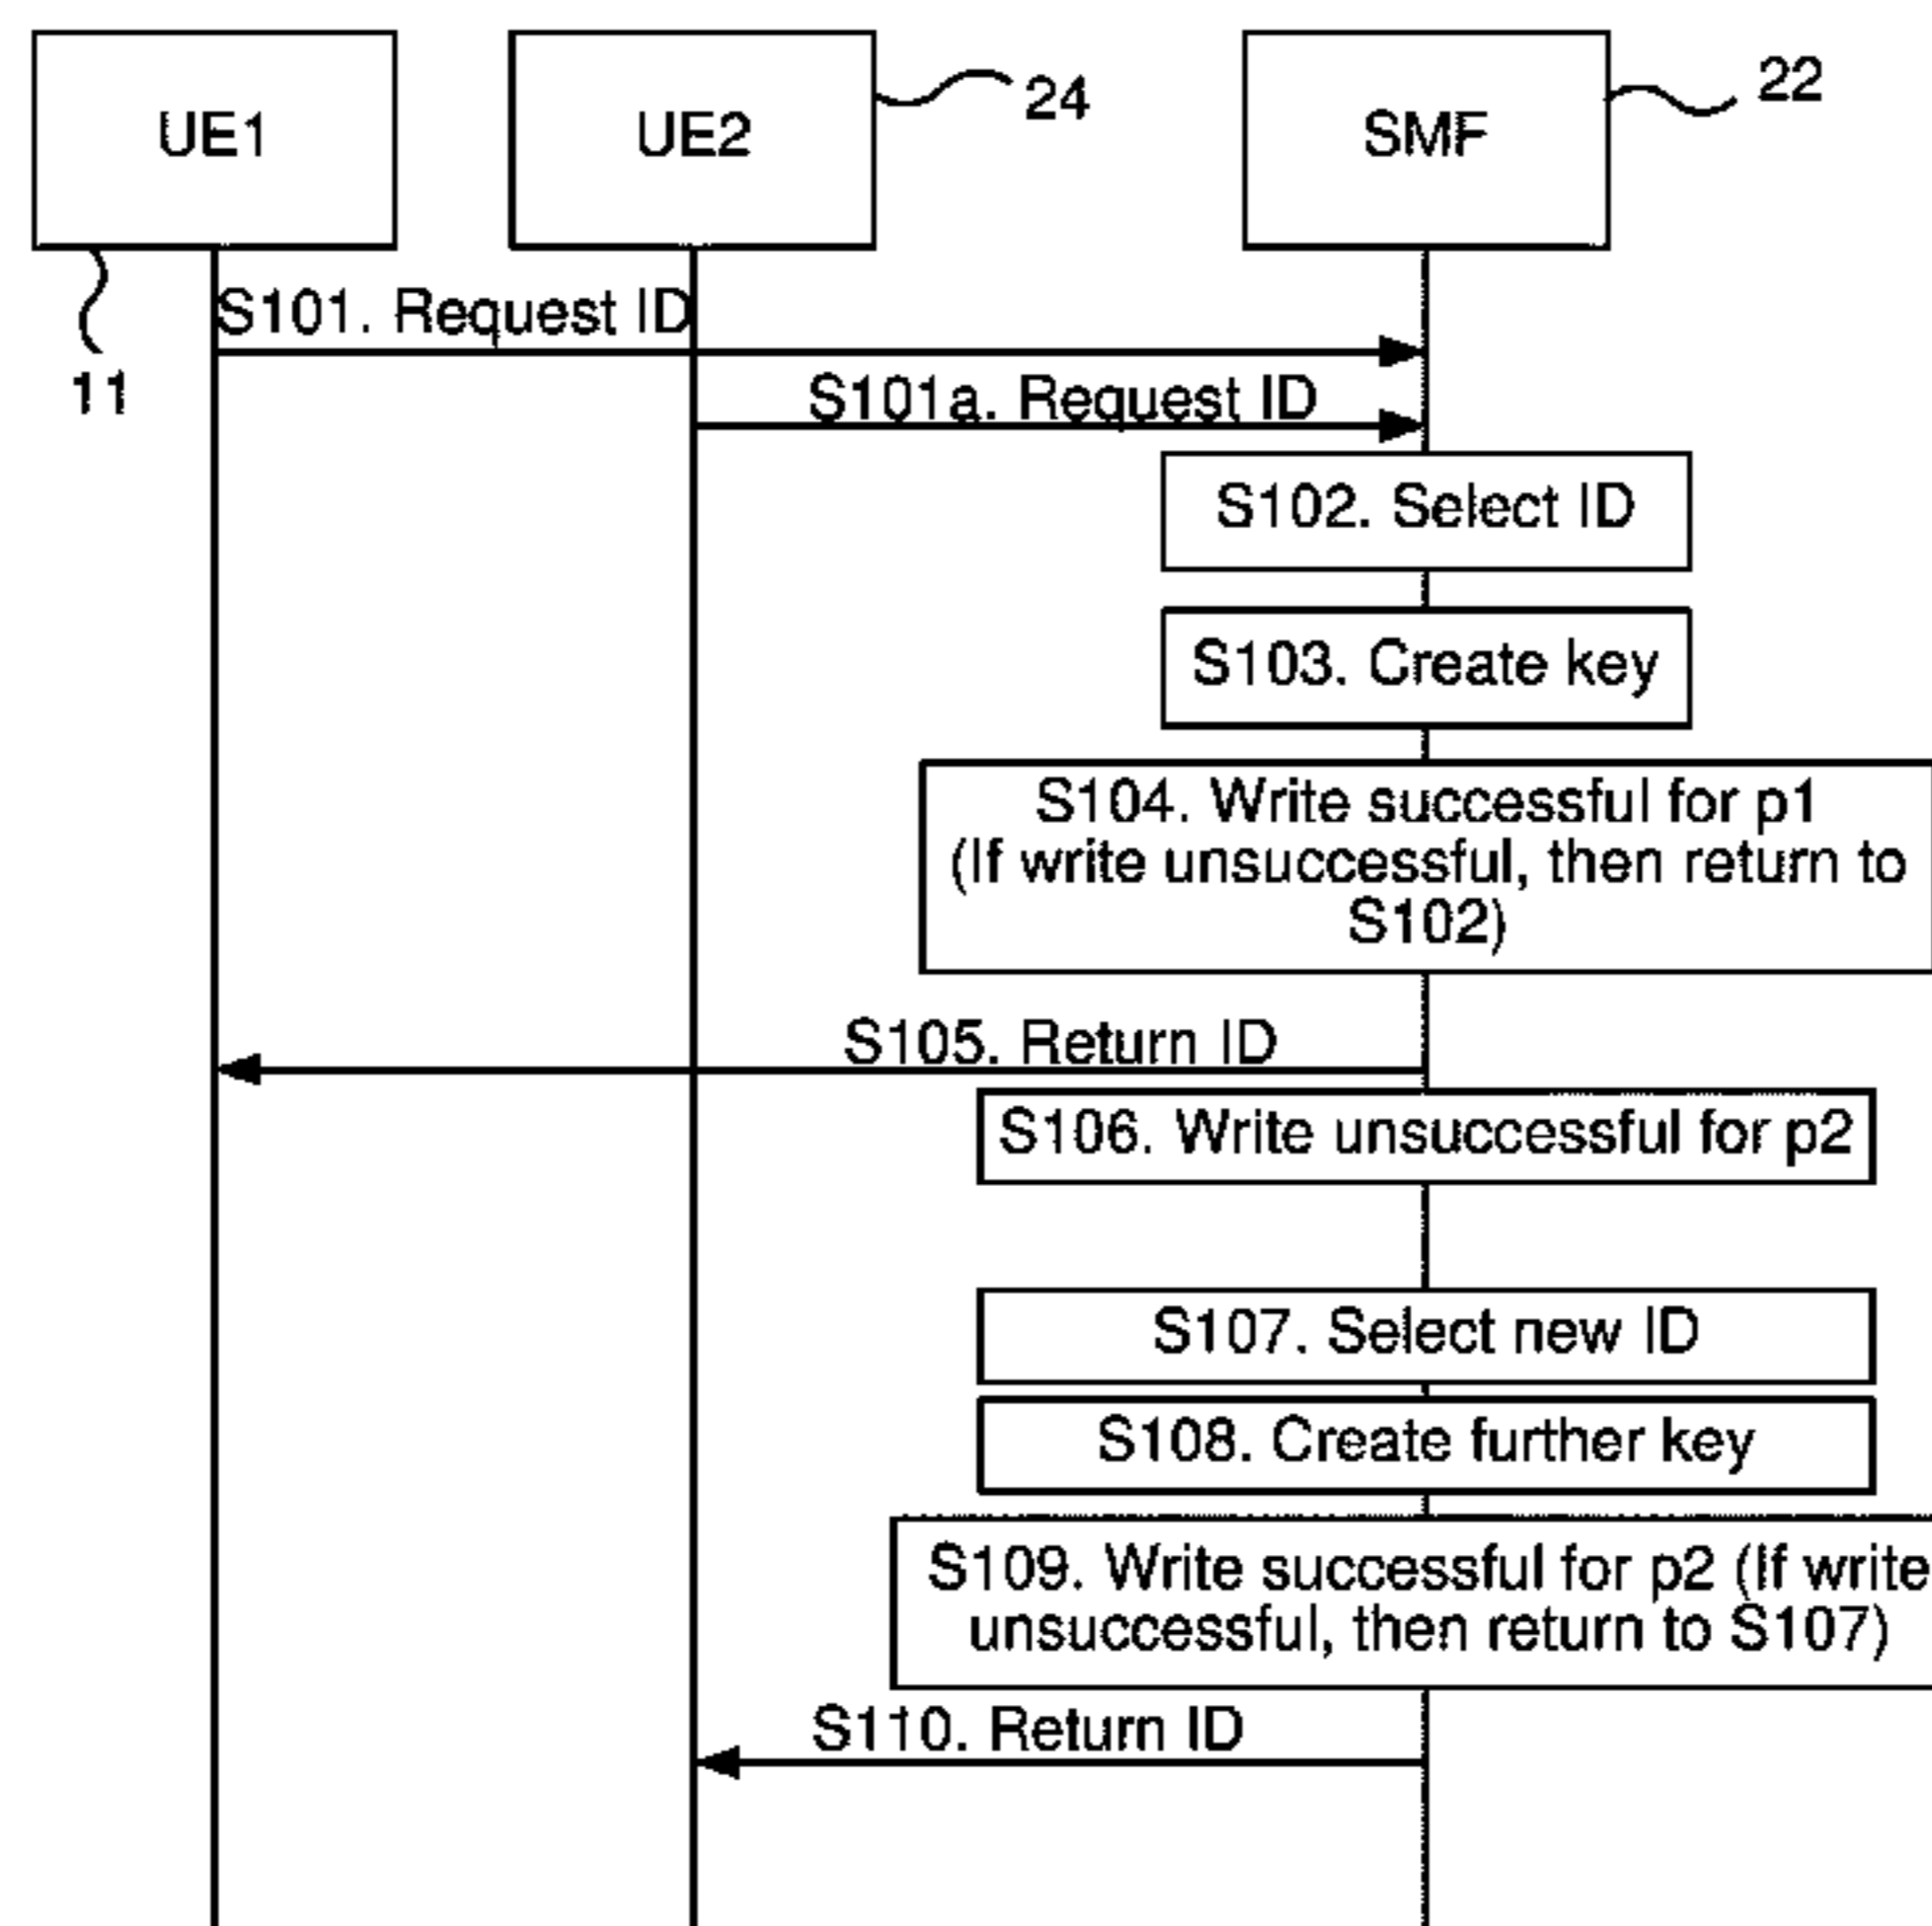 UE1
UE2
24
SMF
22
S101. Request ID
11
S101a. Request ID
S102. Select ID
S103. Create key
S104. Write successful for p1
(If write unsuccessful, then return to
S102)
S105. Return ID
S106. Write unsuccessful for p2
S107. Select new ID
S108. Create further key
S109. Write successful for p2 (If write
unsuccessful, then return to S107)
S110. Return ID